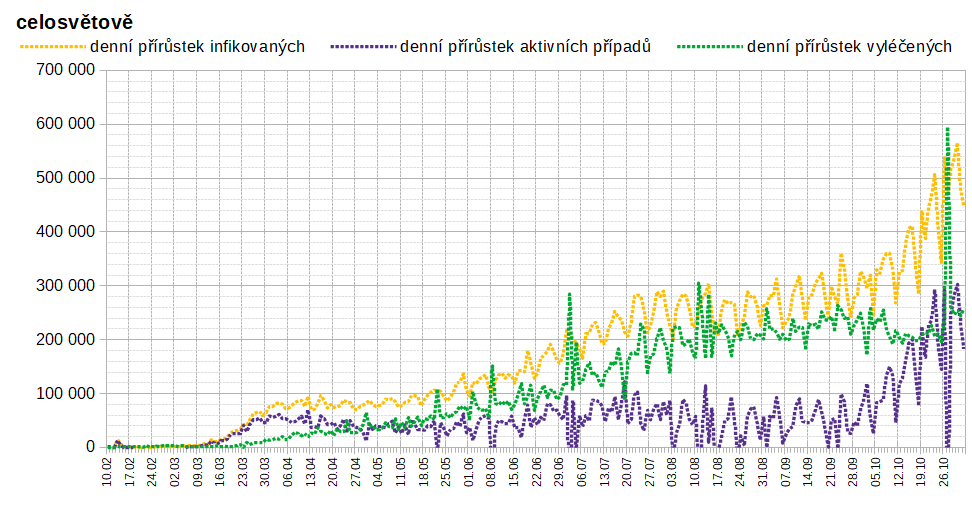 celosvětově
denní přírůstek infikovaných denní přírůstek aktivních případů denní přírůstek vyléčených
700 000
600 000
500 000
400 000
300 000
200 000
100 000
0
10.02 17.02 24.02 02.03 09.03 16.03 23.03 30.03 06.04 13.04 20.04 27.04 04.05 11.05 18.05 25.05 01.06 08.06 15.06 22.06 29.06 06.07 13.07 20.07 27.07 03.08 10.08 17.08 24.08 31.08 07.09 14.09 21.09 28.09 05.10 12.10 19.10 26.10